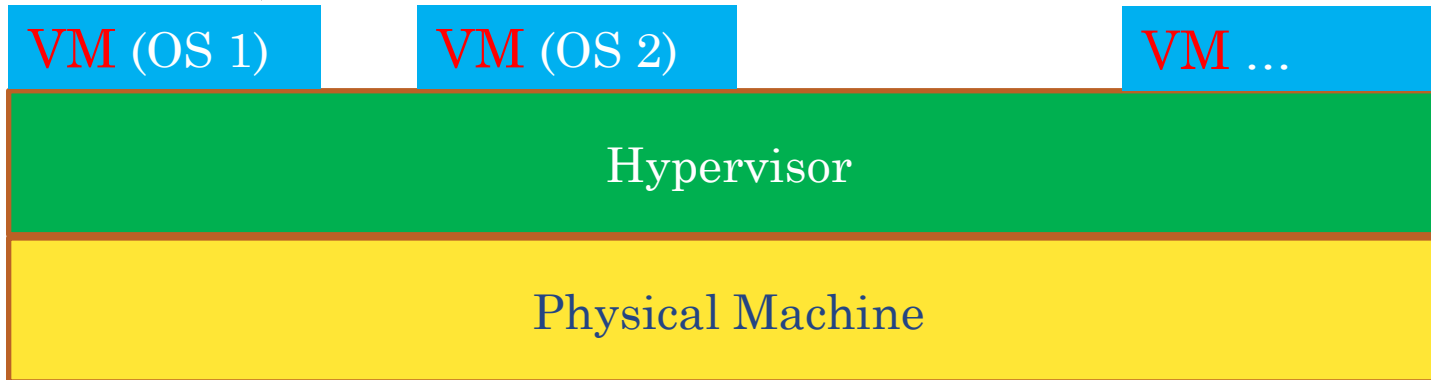 VM (OS 1) VM (OS 2) VM ...
Hypervisor
Physical Machine